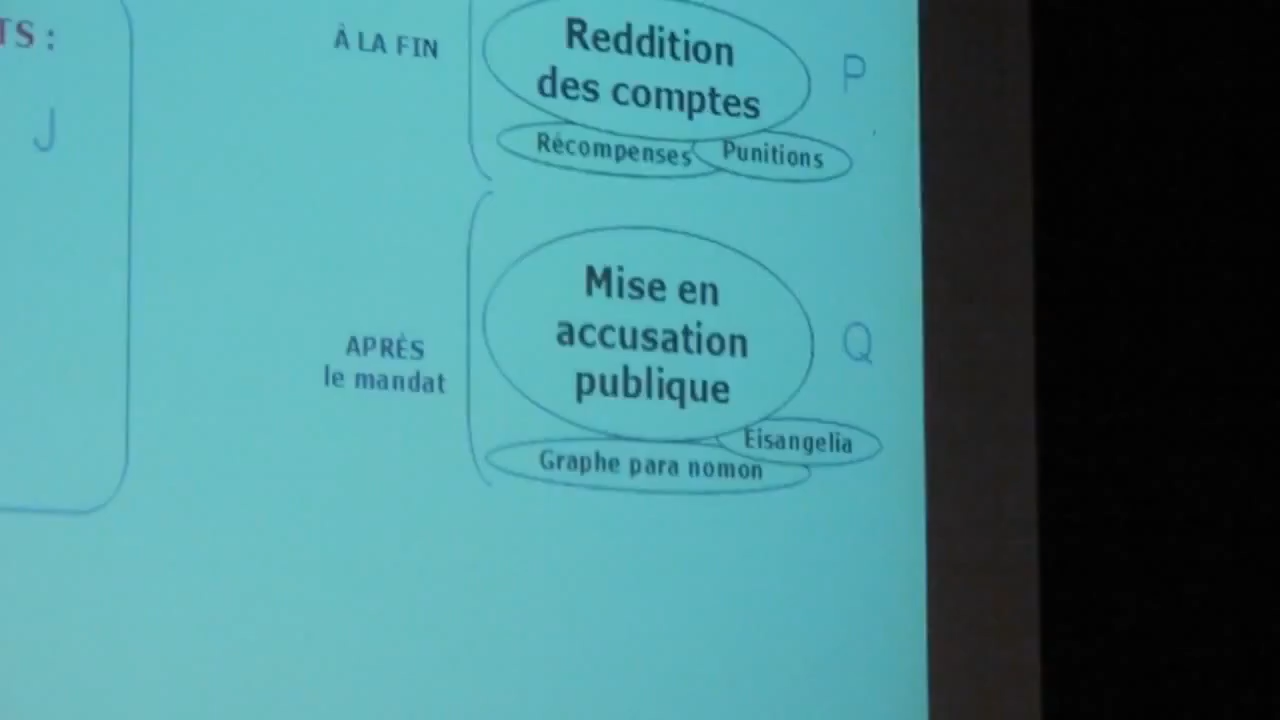 TS :
J
À LA FIN
Reddition
des comptes
P
Récompenses
Punitions
APRÈS
le mandat
Mise en
accusation
publique
Q
Eisangelia
Graphe para nomon